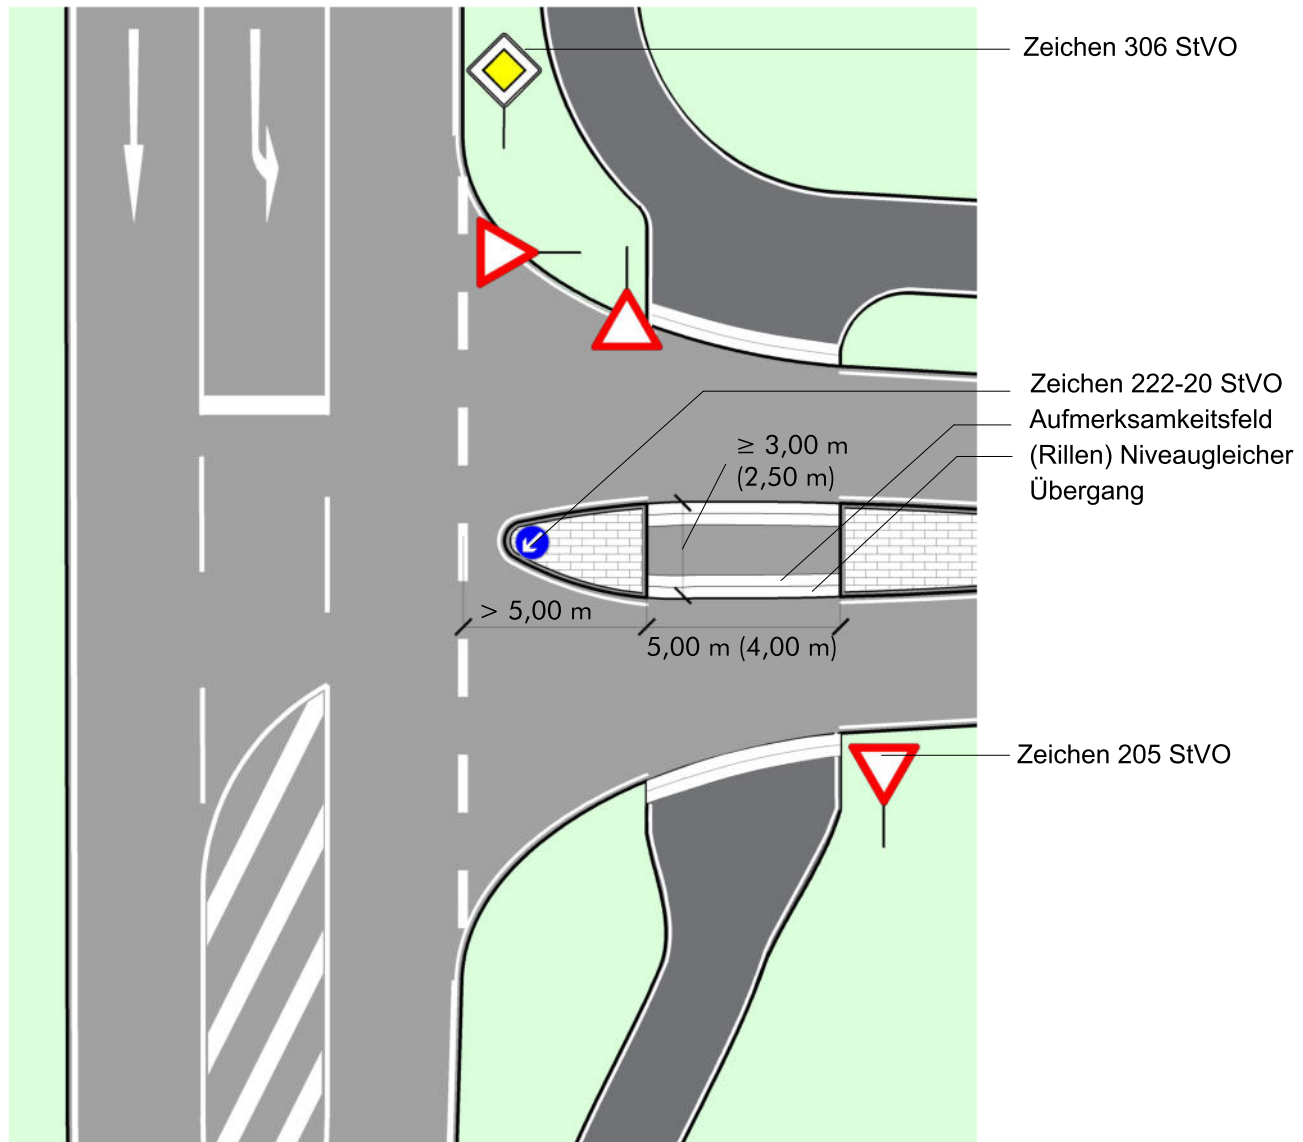 Zeichen 306 StVO
Zeichen 222-20 StVO
Aufmerksamkeitsfeld
(Rillen) Niveaugleicher
Übergang
≥ 3,00 m
(2,50 m)
> 5,00 m
5,00 m (4,00 m)
Zeichen 205 StVO